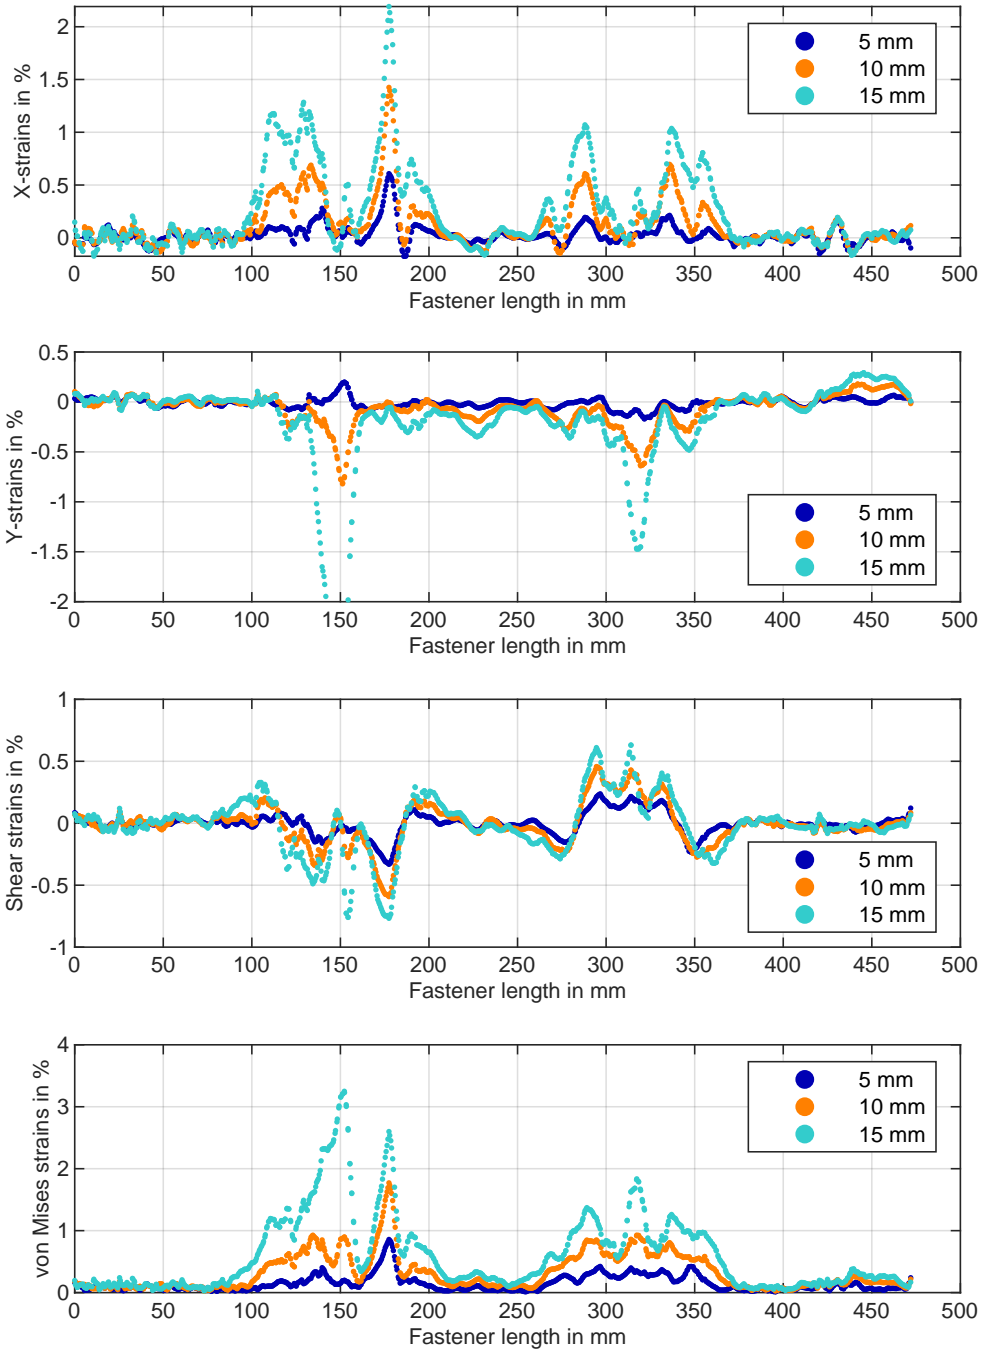 X-strains in %
2
1.5
1
0.5
0
5 mm
10 mm
15 mm
0 50 100 150 200 250 300 350 400 450 500
Fastener length in mm
Y-strains in %
0.5
0
-0.5
-1
-1.5
-2
5 mm
10 mm
15 mm
0 50 100 150 200 250 300 350 400 450 500
Fastener length in mm
Shear strains in %
1
0.5
0
-0.5
-1
5 mm
10 mm
15 mm
0 50 100 150 200 250 300 350 400 450 500
Fastener length in mm
von Mises strains in %
4
3
2
1
0
5 mm
10 mm
15 mm
0 50 100 150 200 250 300 350 400 450 500
Fastener length in mm